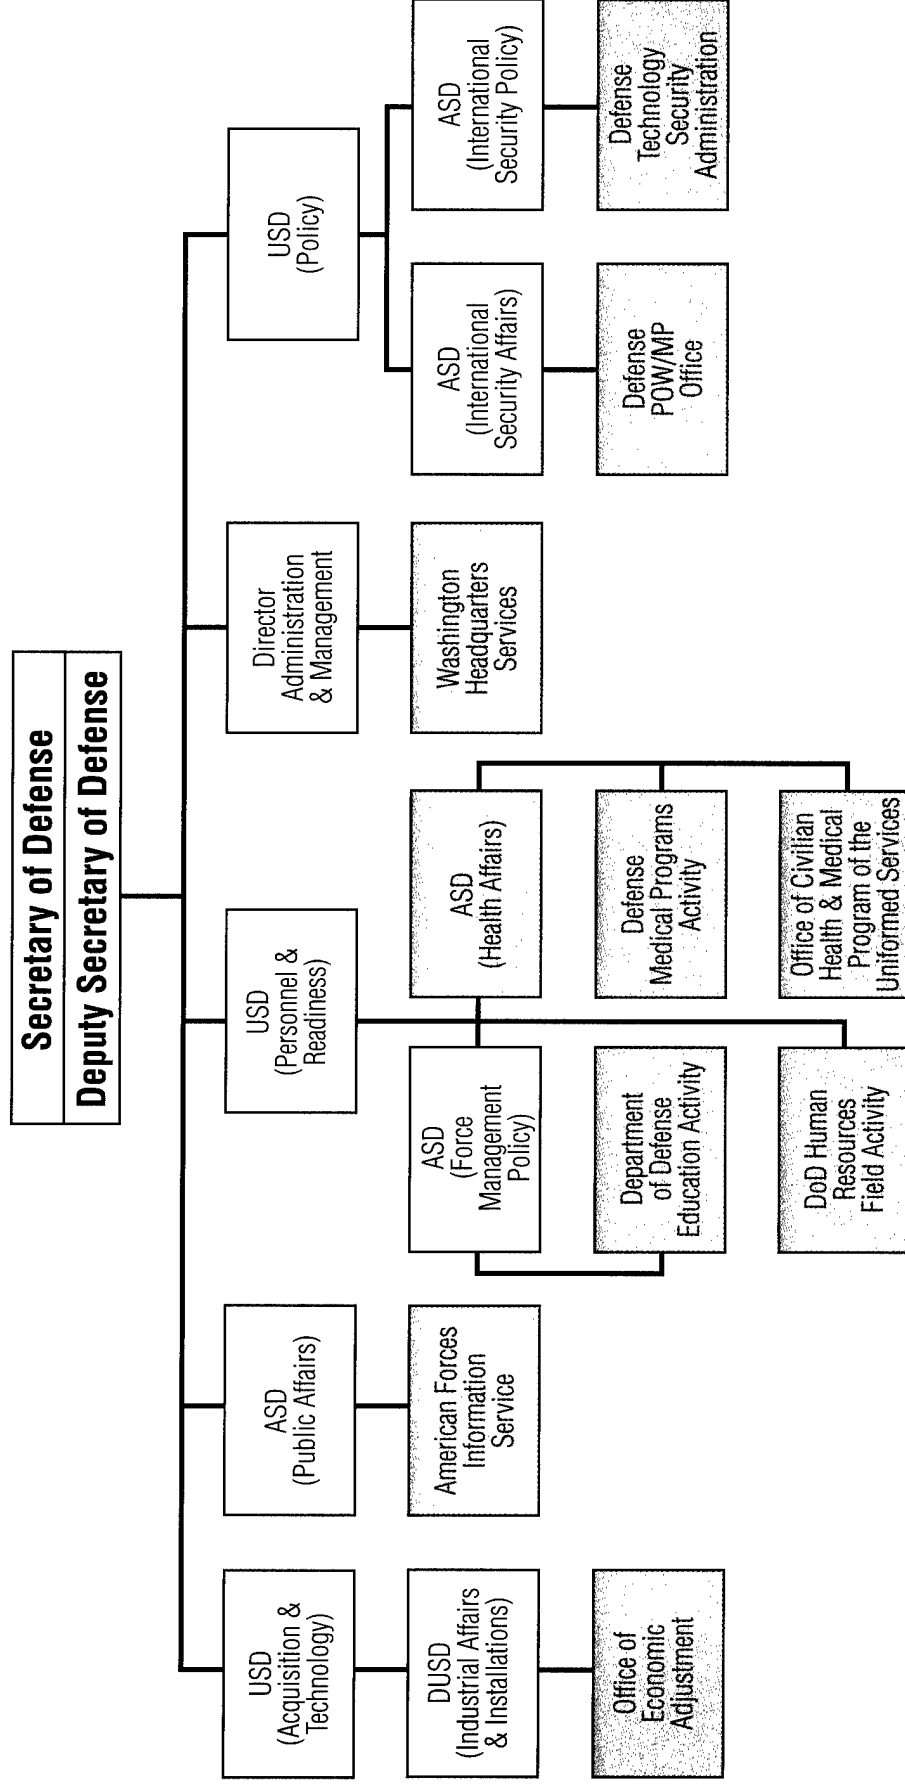 Secretary of Defense
Deputy Secretary of Defense
USD
(Acquisition &
Technology)
ASD
(Public Affairs)
USD
(Personnel &
Readiness)
Director
Administration
& Management
USD
(Policy)
DUSD
(Industrial Affairs
& Installations)
American Forces
Information
Service
ASD
(Force
Management
Policy)
ASD
(Health Affairs)
Washington
Headquarters
Services
ASD
(International
Security Affairs)
ASD
(International
Security Policy)
Office of
Economic
Adjustment
Department
of Defense
Education Activity
Defense
Medical Programs
Activity
Defense
POW/MP
Office
Defense
Technology
Security
Administration
DoD Human
Resources
Field Activity
Office of Civilian
Health & Medical
Program of the
Uniformed Services